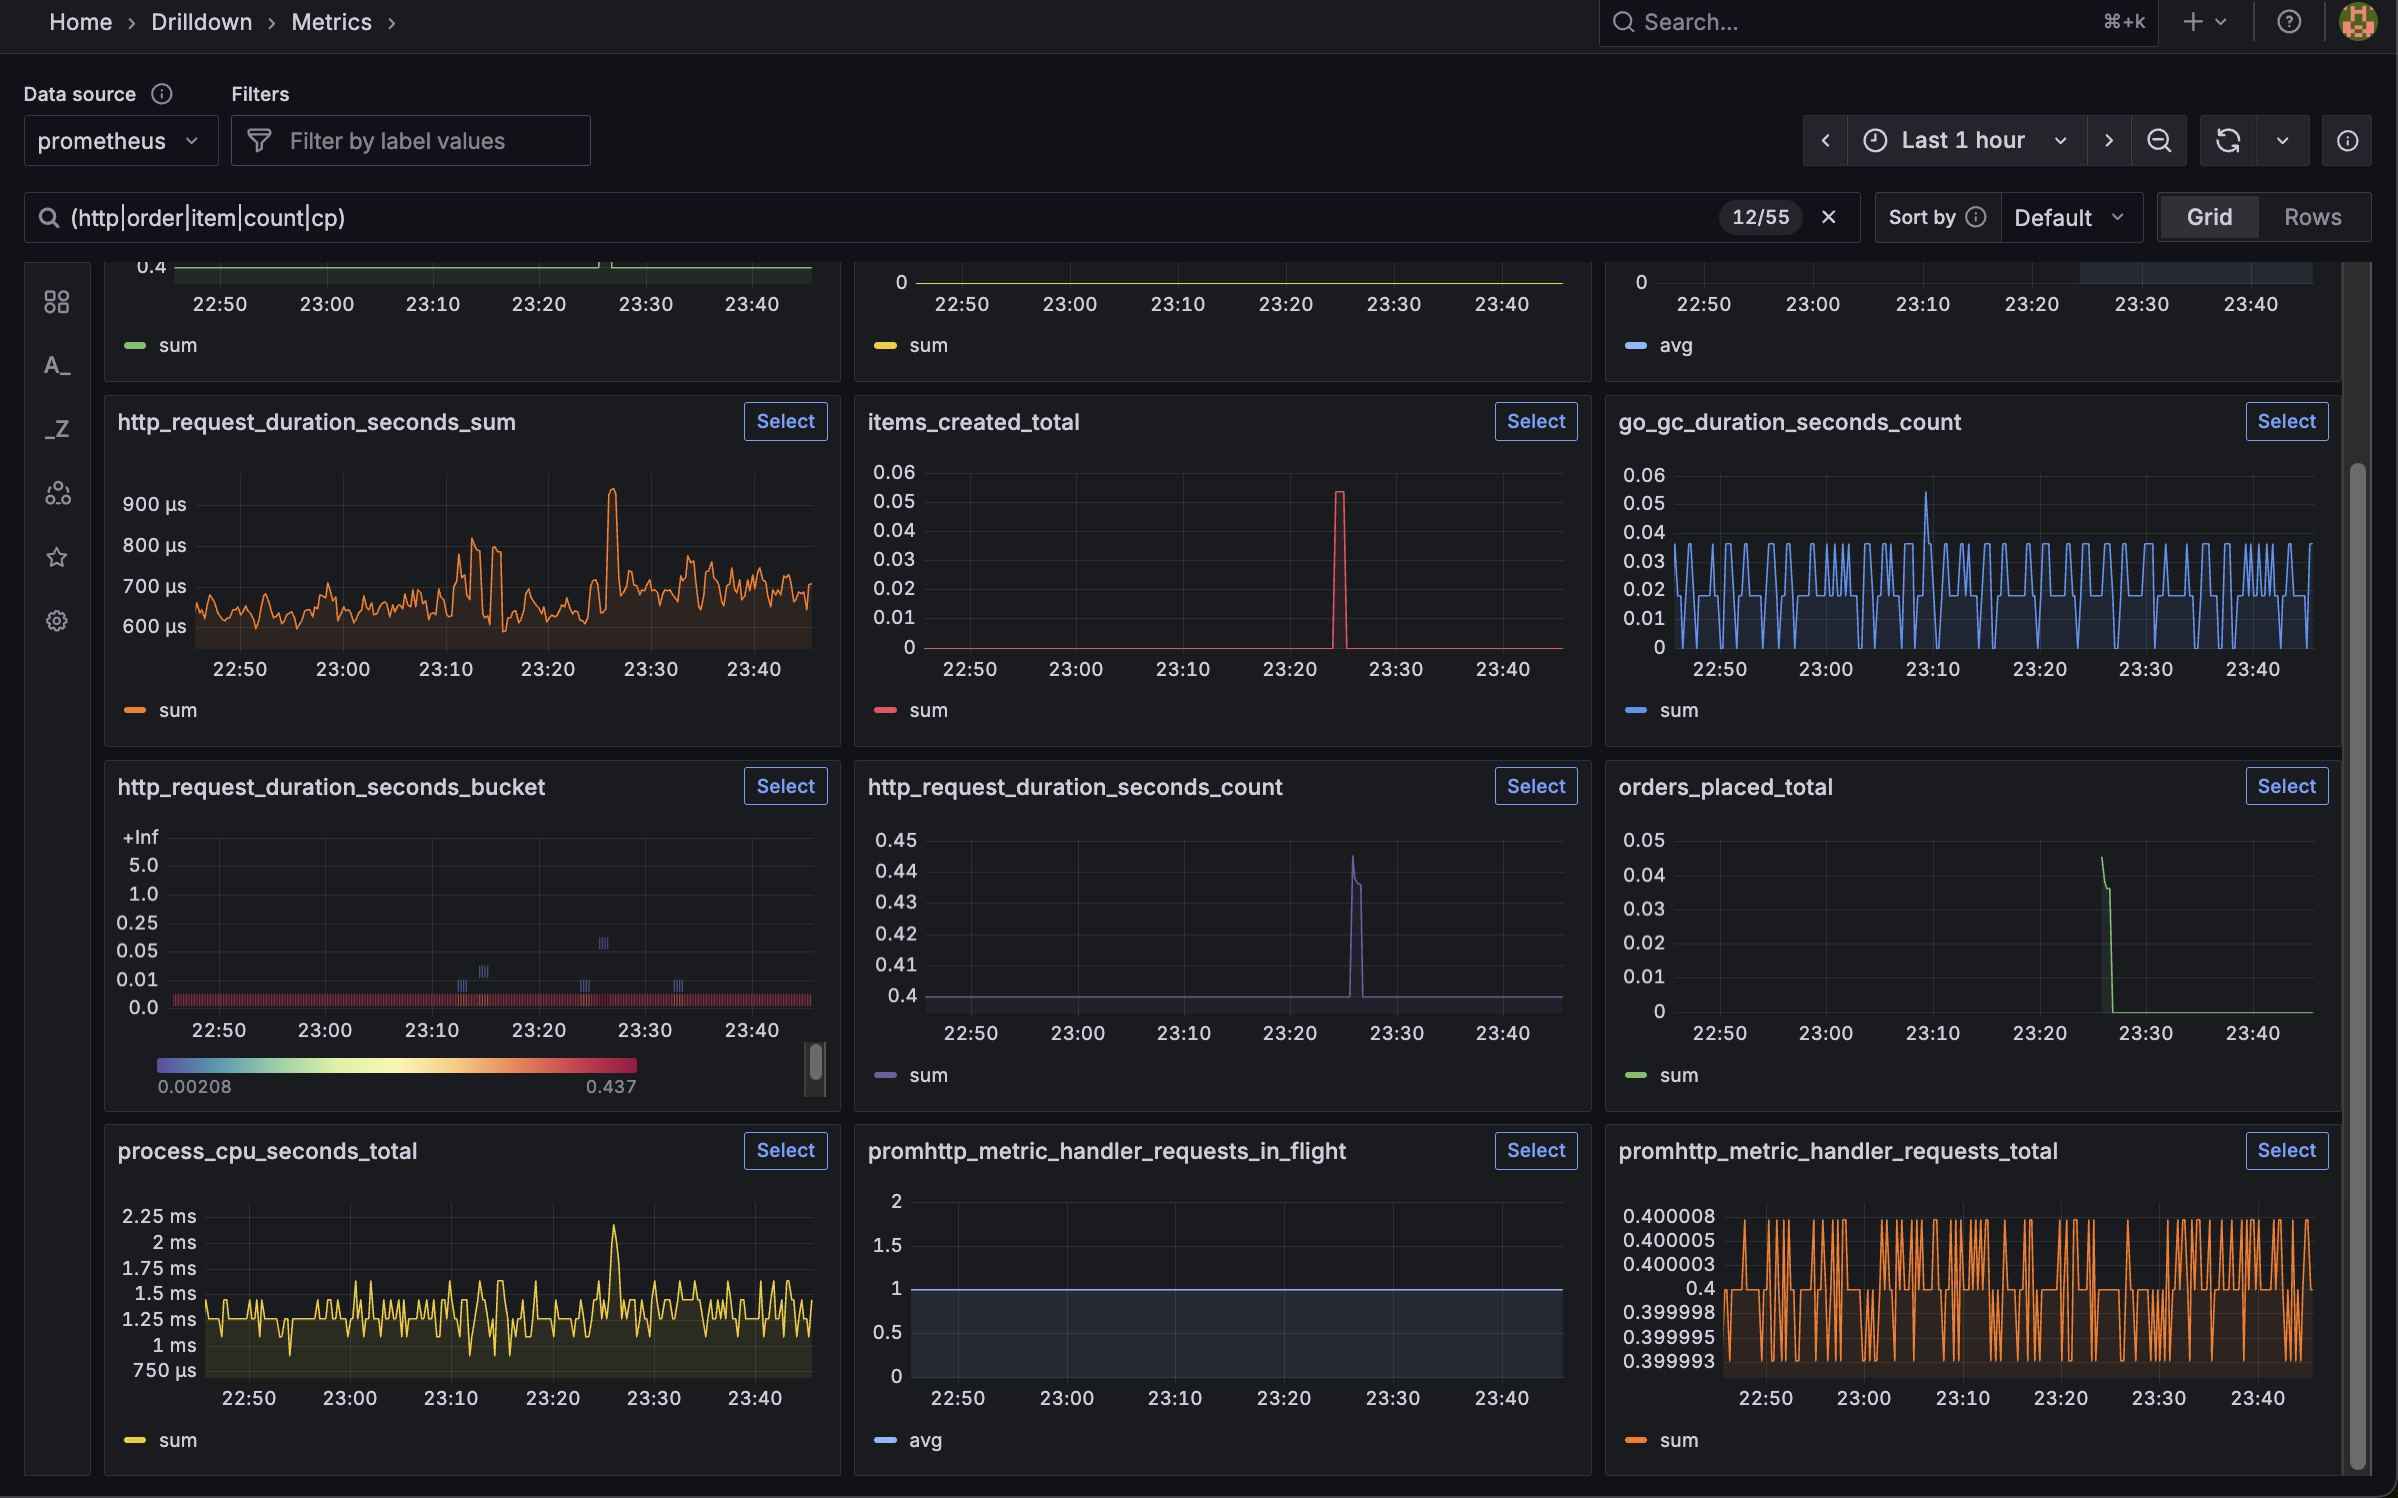 Home > Drilldown > Metrics >
Search... ⌘+k
Data source Filters
prometheus Filter by label values
Last 1 hour
(http|order|item|count|cp) 12/55
Sort by Default Grid Rows
A_
_Z
0.4
22:50 23:00 23:10 23:20 23:30 23:40
sum
0
22:50 23:00 23:10 23:20 23:30 23:40
sum
0
22:50 23:00 23:10 23:20 23:30 23:40
avg
http_request_duration_seconds_sum Select
900 µs
800 µs
700 µs
600 µs
22:50 23:00 23:10 23:20 23:30 23:40
sum
items_created_total Select
0.06
0.05
0.04
0.03
0.02
0.01
0
22:50 23:00 23:10 23:20 23:30 23:40
sum
go_gc_duration_seconds_count Select
0.06
0.05
0.04
0.03
0.02
0.01
0
22:50 23:00 23:10 23:20 23:30 23:40
sum
http_request_duration_seconds_bucket Select
+Inf
5.0
1.0
0.25
0.05
0.01
0.0
22:50 23:00 23:10 23:20 23:30 23:40
0.00208 0.437
http_request_duration_seconds_count Select
0.45
0.44
0.43
0.42
0.41
0.4
22:50 23:00 23:10 23:20 23:30 23:40
sum
orders_placed_total Select
0.05
0.04
0.03
0.02
0.01
0
22:50 23:00 23:10 23:20 23:30 23:40
sum
process_cpu_seconds_total Select
2.25 ms
2 ms
1.75 ms
1.5 ms
1.25 ms
1 ms
750 µs
22:50 23:00 23:10 23:20 23:30 23:40
sum
promhttp_metric_handler_requests_in_flight Select
2
1.5
1
0.5
0
22:50 23:00 23:10 23:20 23:30 23:40
avg
promhttp_metric_handler_requests_total Select
0.400008
0.400005
0.400003
0.4
0.399998
0.399995
0.399993
22:50 23:00 23:10 23:20 23:30 23:40
sum